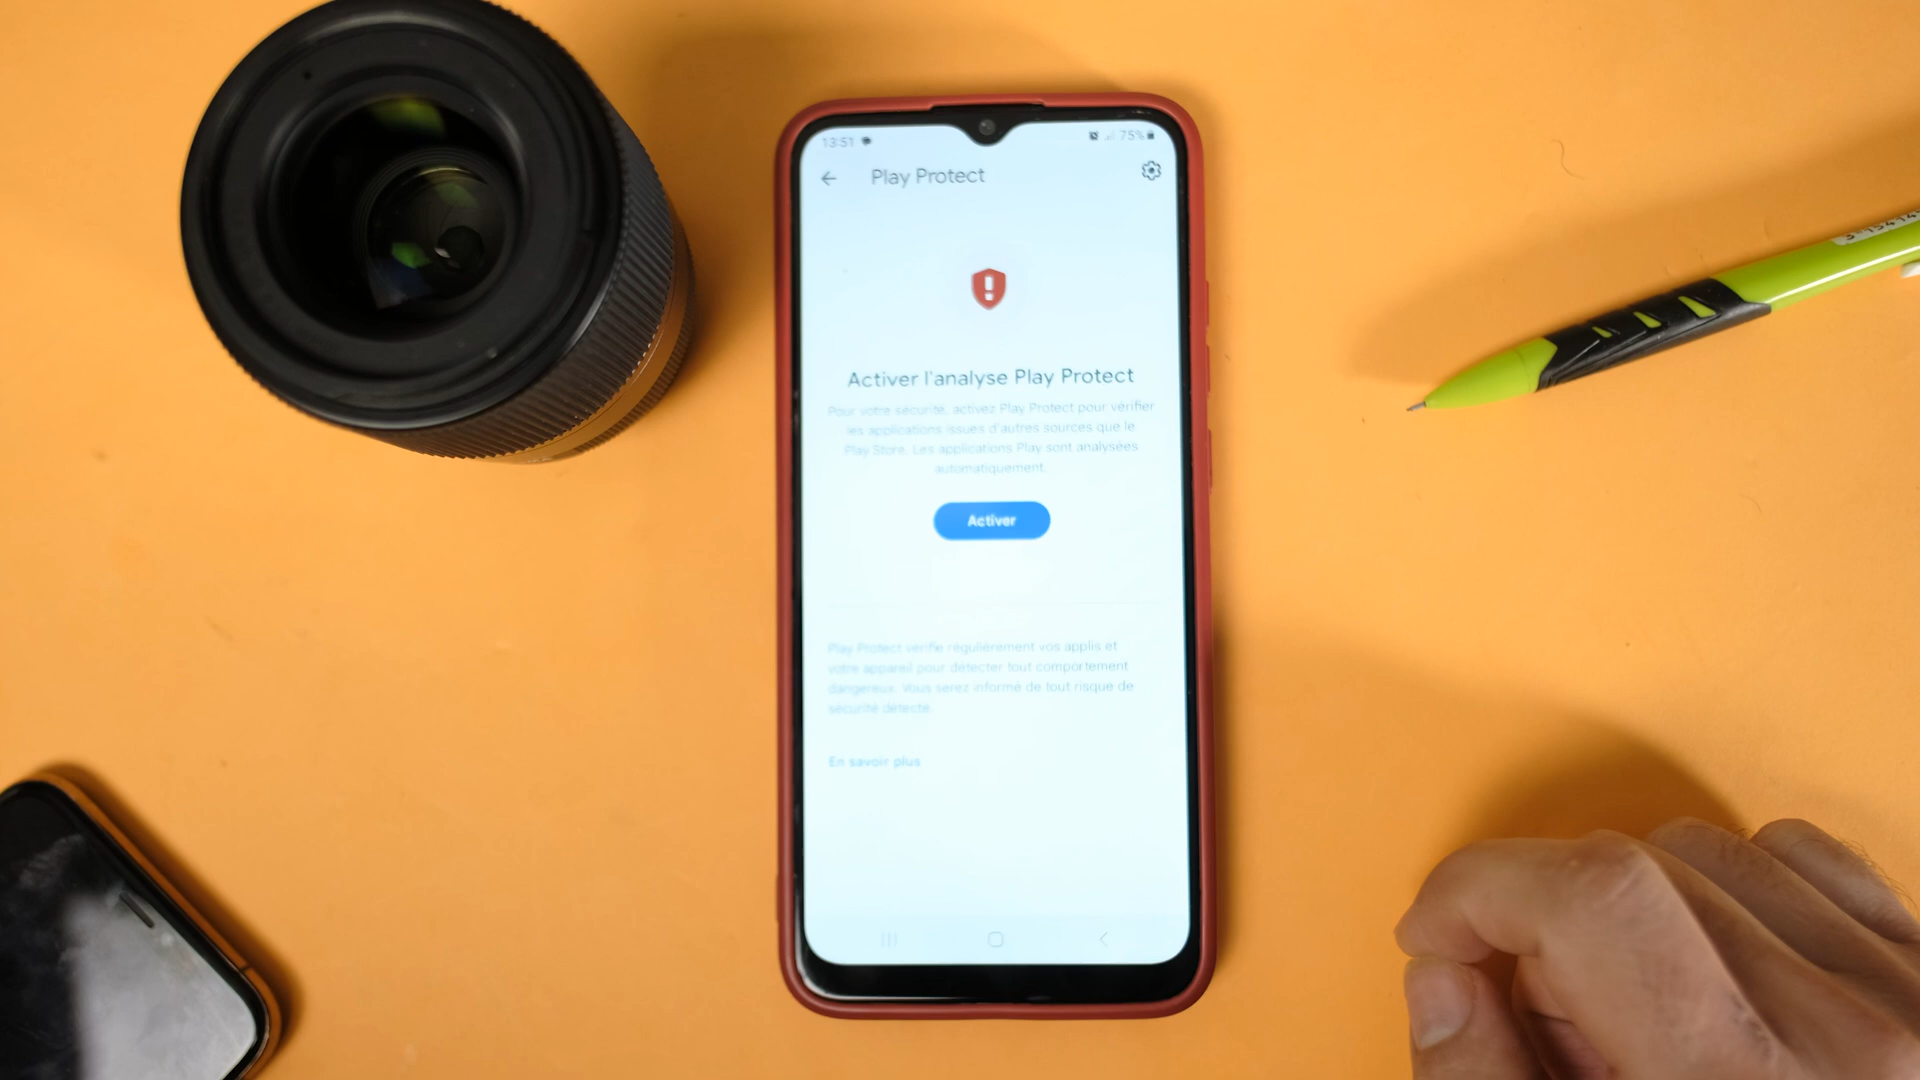 13:51
75%
Play Protect
Activer l'analyse Play Protect
Pour votre sécurité, activez Play Protect pour vérifier
les applications issues d'autres sources que le
Play Store. Les applications Play sont analysées
automatiquement.
Activer
Play Protect vérifie régulièrement vos applis et
votre appareil pour détecter tout comportement
dangereux. Vous serez informé de tout risque de
sécurité détecté.
En savoir plus